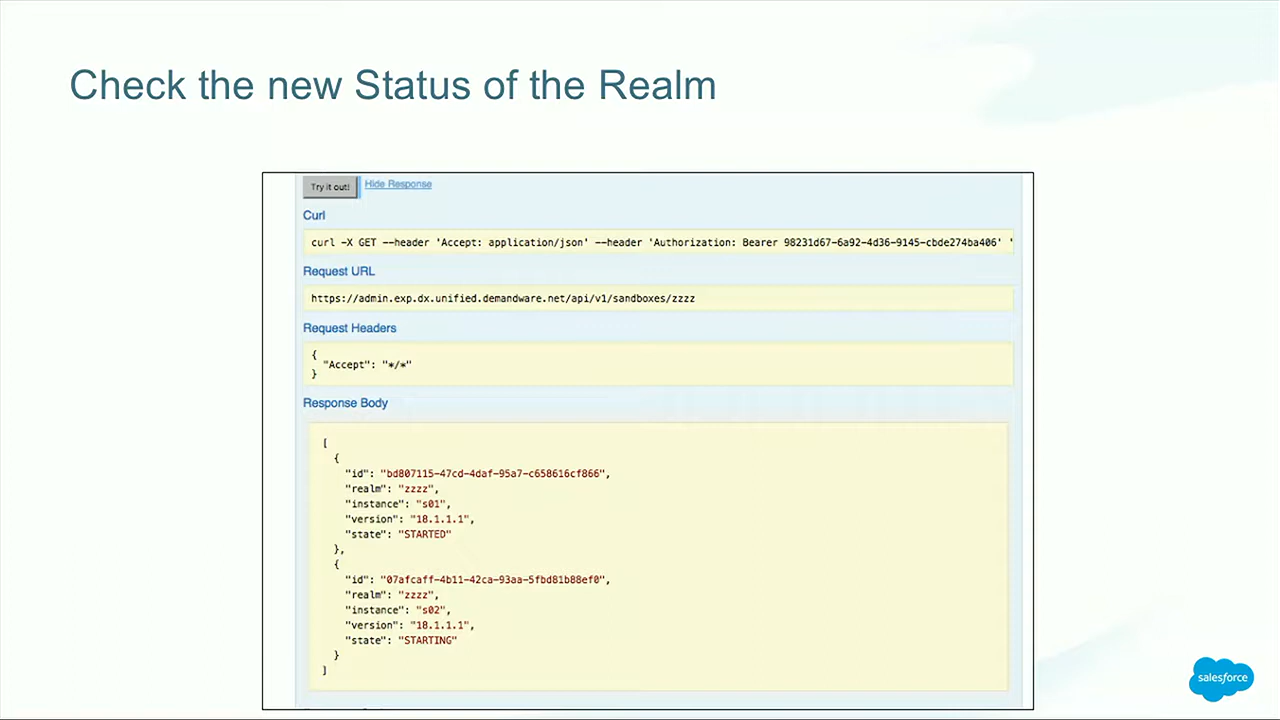 Check the new Status of the Realm
Try it out! Hide Response
Curl
curl -X GET --header 'Accept: application/json' --header 'Authorization: Bearer 98231d67-6a92-4d36-9145-cbde274ba406' '
Request URL
https://admin.exp.dx.unified.demandware.net/api/v1/sandboxes/zzzz
Request Headers
{
"Accept": "*/*"
}
Response Body
[
{
"id": "bd807115-47cd-4daf-95a7-c658616cf866",
"realm": "zzzz",
"instance": "s01",
"version": "18.1.1.1",
"state": "STARTED"
},
{
"id": "07afcaff-4b11-42ca-93aa-5fbd81b88ef0",
"realm": "zzzz",
"instance": "s02",
"version": "18.1.1.1",
"state": "STARTING"
}
]
salesforce